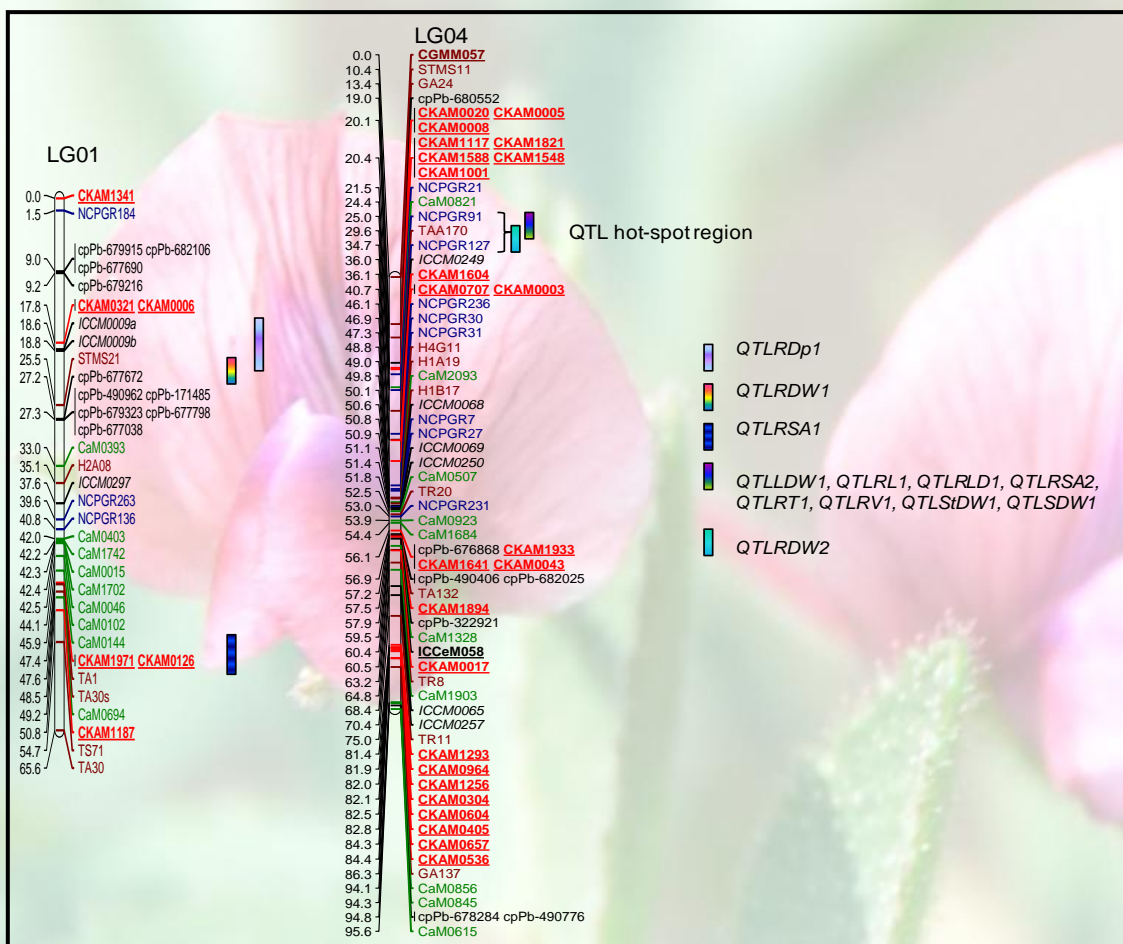 LG01
0.0 CKAM1341
1.5 NCPGR184
cpPb-679915 cpPb-682106
9.0 cpPb-677690
9.2 cpPb-679216
17.8 CKAM0321 CKAM0006
18.6 ICCM0009a
18.8 ICCM0009b
25.5 STMS21
27.2 cpPb-677672
cpPb-490962 cpPb-171485
27.3 cpPb-679323 cpPb-677798
cpPb-677038
33.0 CaM0393
35.1 H2A08
37.6 ICCM0297
39.6 NCPGR263
40.8 NCPGR136
42.0 CaM0403
42.2 CaM1742
42.3 CaM0015
42.4 CaM1702
42.5 CaM0046
44.1 CaM0102
45.9 CaM0144
47.4 CKAM1971 CKAM0126
47.6 TA1
48.5 TA30s
49.2 CaM0694
50.8 CKAM1187
54.7 TS71
65.6 TA30
LG04
0.0 CGMM057
10.4 STMS11
13.4 GA24
19.0 cpPb-680552
CKAM0020 CKAM0005
20.1 CKAM0008
CKAM1117 CKAM1821
20.4 CKAM1588 CKAM1548
CKAM1001
21.5 NCPGR21
24.4 CaM0821
25.0 NCPGR91
29.6 TAA170
34.7 NCPGR127
36.0 ICCM0249
36.1 CKAM1604
40.7 CKAM0707 CKAM0003
46.1 NCPGR236
46.9 NCPGR30
47.3 NCPGR31
48.8 H4G11
49.0 H1A19
49.8 CaM2093
50.1 H1B17
50.6 ICCM0068
50.8 NCPGR7
50.9 NCPGR27
51.1 ICCM0069
51.4 ICCM0250
51.8 CaM0507
52.5 TR20
53.0 NCPGR231
53.9 CaM0923
54.4 CaM1684
cpPb-676868 CKAM1933
56.1 CKAM1641 CKAM0043
56.9 cpPb-490406 cpPb-682025
57.2 TA132
57.5 CKAM1894
57.9 cpPb-322921
59.5 CaM1328
60.4 ICCeM058
60.5 CKAM0017
63.2 TR8
64.8 CaM1903
68.4 ICCM0065
70.4 ICCM0257
75.0 TR11
81.4 CKAM1293
81.9 CKAM0964
82.0 CKAM1256
82.1 CKAM0304
82.5 CKAM0604
82.8 CKAM0405
84.3 CKAM0657
84.4 CKAM0536
86.3 GA137
94.1 CaM0856
94.3 CaM0845
94.8 cpPb-678284 cpPb-490776
95.6 CaM0615
QTL hot-spot region
QTLRDp1
QTLRDW1
QTLRSA1
QTLLDW1, QTLRL1, QTLRLD1, QTLRSA2,
QTLRT1, QTLRV1, QTLStDW1, QTLSDW1
QTLRDW2